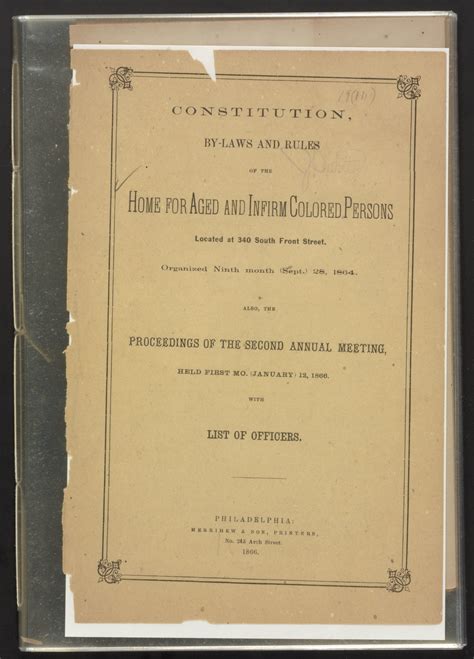 CONSTITUTION,
BY-LAWS AND RULES
OF THE
HOME FOR AGED AND INFIRM COLORED PERSONS
Located at 340 South Front Street.
Organized Ninth month (Sept.) 28, 1864.
ALSO, THE
PROCEEDINGS OF THE SECOND ANNUAL MEETING,
HELD FIRST MO. (JANUARY) 12, 1866.
WITH
LIST OF OFFICERS.
PHILADELPHIA:
MERRIHEW & SON, PRINTERS,
No. 243 Arch Street.
1866.